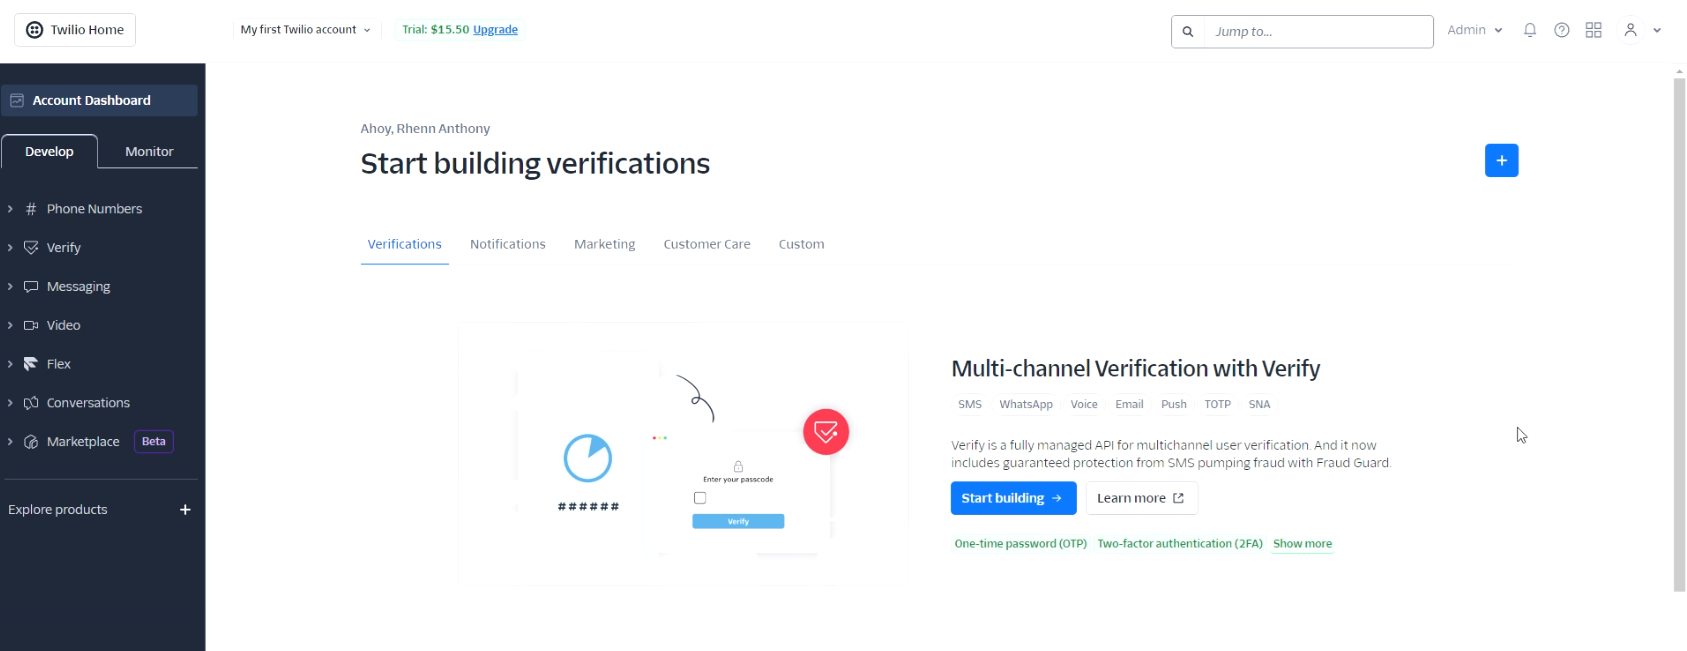 Twilio Home
My first Twilio account
Trial: $15.50 Upgrade
Jump to...
Admin
Account Dashboard
Develop
Monitor
Phone Numbers
Verify
Messaging
Video
Flex
Conversations
Marketplace Beta
Explore products +
Ahoy, Rhenn Anthony
Start building verifications
+
Verifications Notifications Marketing Customer Care Custom
######
Enter your passcode
Verify
Multi-channel Verification with Verify
SMS WhatsApp Voice Email Push TOTP SNA
Verify is a fully managed API for multichannel user verification. And it now
includes guaranteed protection from SMS pumping fraud with Fraud Guard.
Start building → Learn more
One-time password (OTP) Two-factor authentication (2FA) Show more